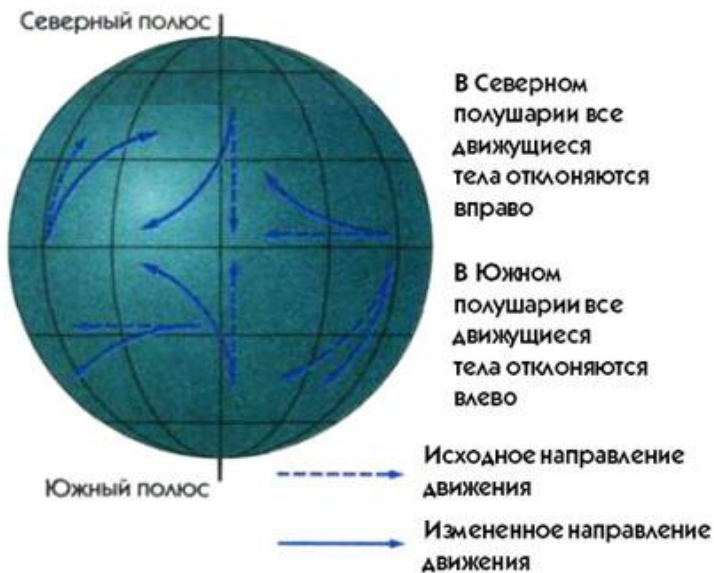 Северный полюс
В Северном
полушарии все
движущиеся
тела отклоняются
вправо
В Южном
полушарии все
движущиеся
тела отклоняются
влево
Южный полюс
Исходное направление
движения
Измененное направление
движения